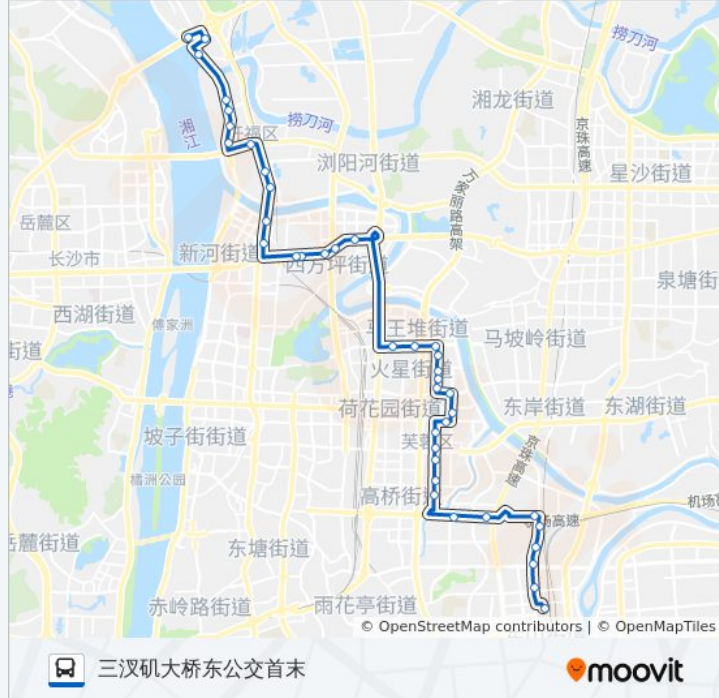 捞刀河
湘龙街道
京珠高速
湘江
捞刀河
开福区
浏阳河街道
星沙街道
万家丽路高架
岳麓区
新河街道
长沙市
四方坪街道
泉塘街
西湖街道
傅家洲
马王堆街道
马坡岭街道
街道
火星街道
荷花园街道
东岸街道
东湖街道
坡子街街道
芙蓉区
京珠高速
橘洲公园
高桥街道
机场
机场高速
岳麓街道
东塘街道
赤岭路街道
雨花亭街道
© OpenStreetMap contributors | © OpenMapTiles
三汊矶大桥东公交首末
moovit